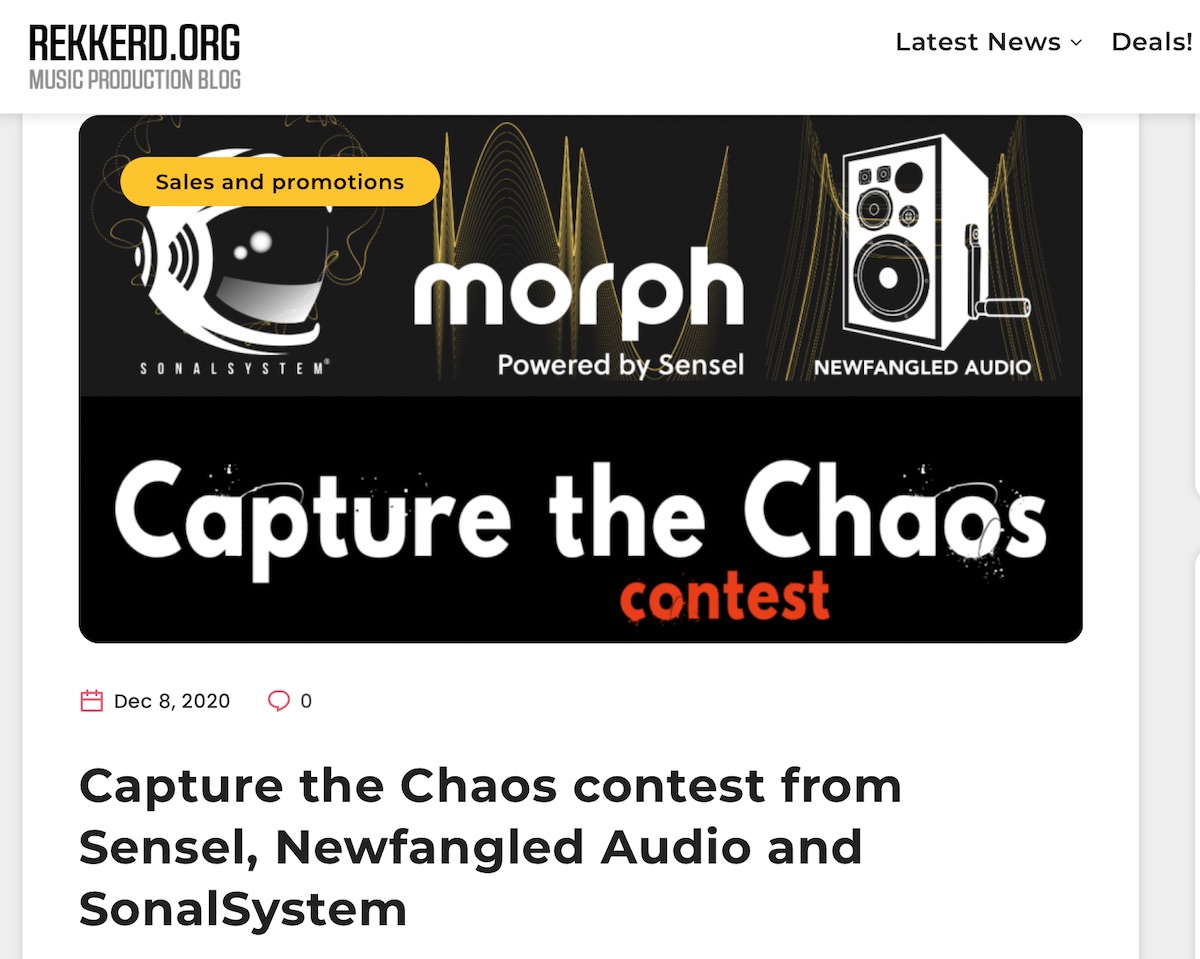 REKKERD.ORG
MUSIC PRODUCTION BLOG
Latest News
Deals!
Sales and promotions
morph
Powered by Sensel
SONALSYSTEM®
NEWFANGLED AUDIO
Capture the Chaos
contest
Dec 8, 2020
0
Capture the Chaos contest from
Sensel, Newfangled Audio and
SonalSystem